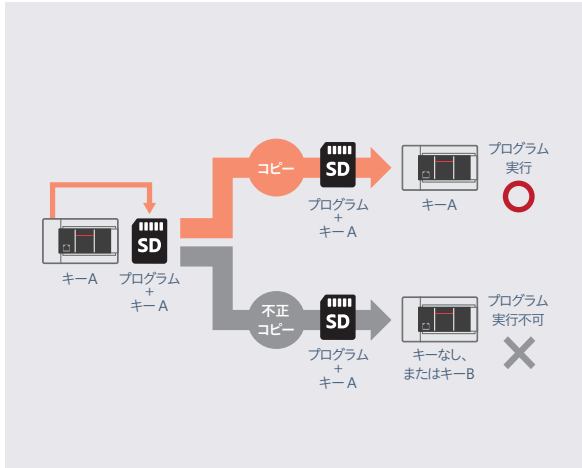 コピー
SD
プログラム
+
キーA
キーA
プログラム
実行
SD
キーA
プログラム
+
キーA
不正
コピー
SD
プログラム
+
キーA
キーなし、
またはキーB
プログラム
実行不可